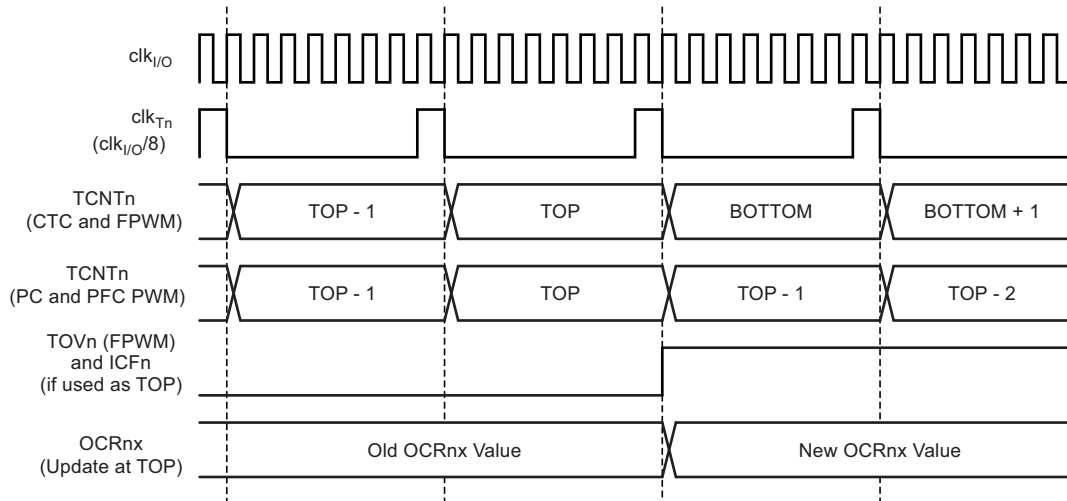 clkI/O
clkTn
(clkI/O/8)
TCNTn
(CTC and FPWM)
TOP - 1
TOP
BOTTOM
BOTTOM + 1
TCNTn
(PC and PFC PWM)
TOP - 1
TOP
TOP - 1
TOP - 2
TOVn (FPWM)
and ICFn
(if used as TOP)
OCRnx
(Update at TOP)
Old OCRnx Value
New OCRnx Value